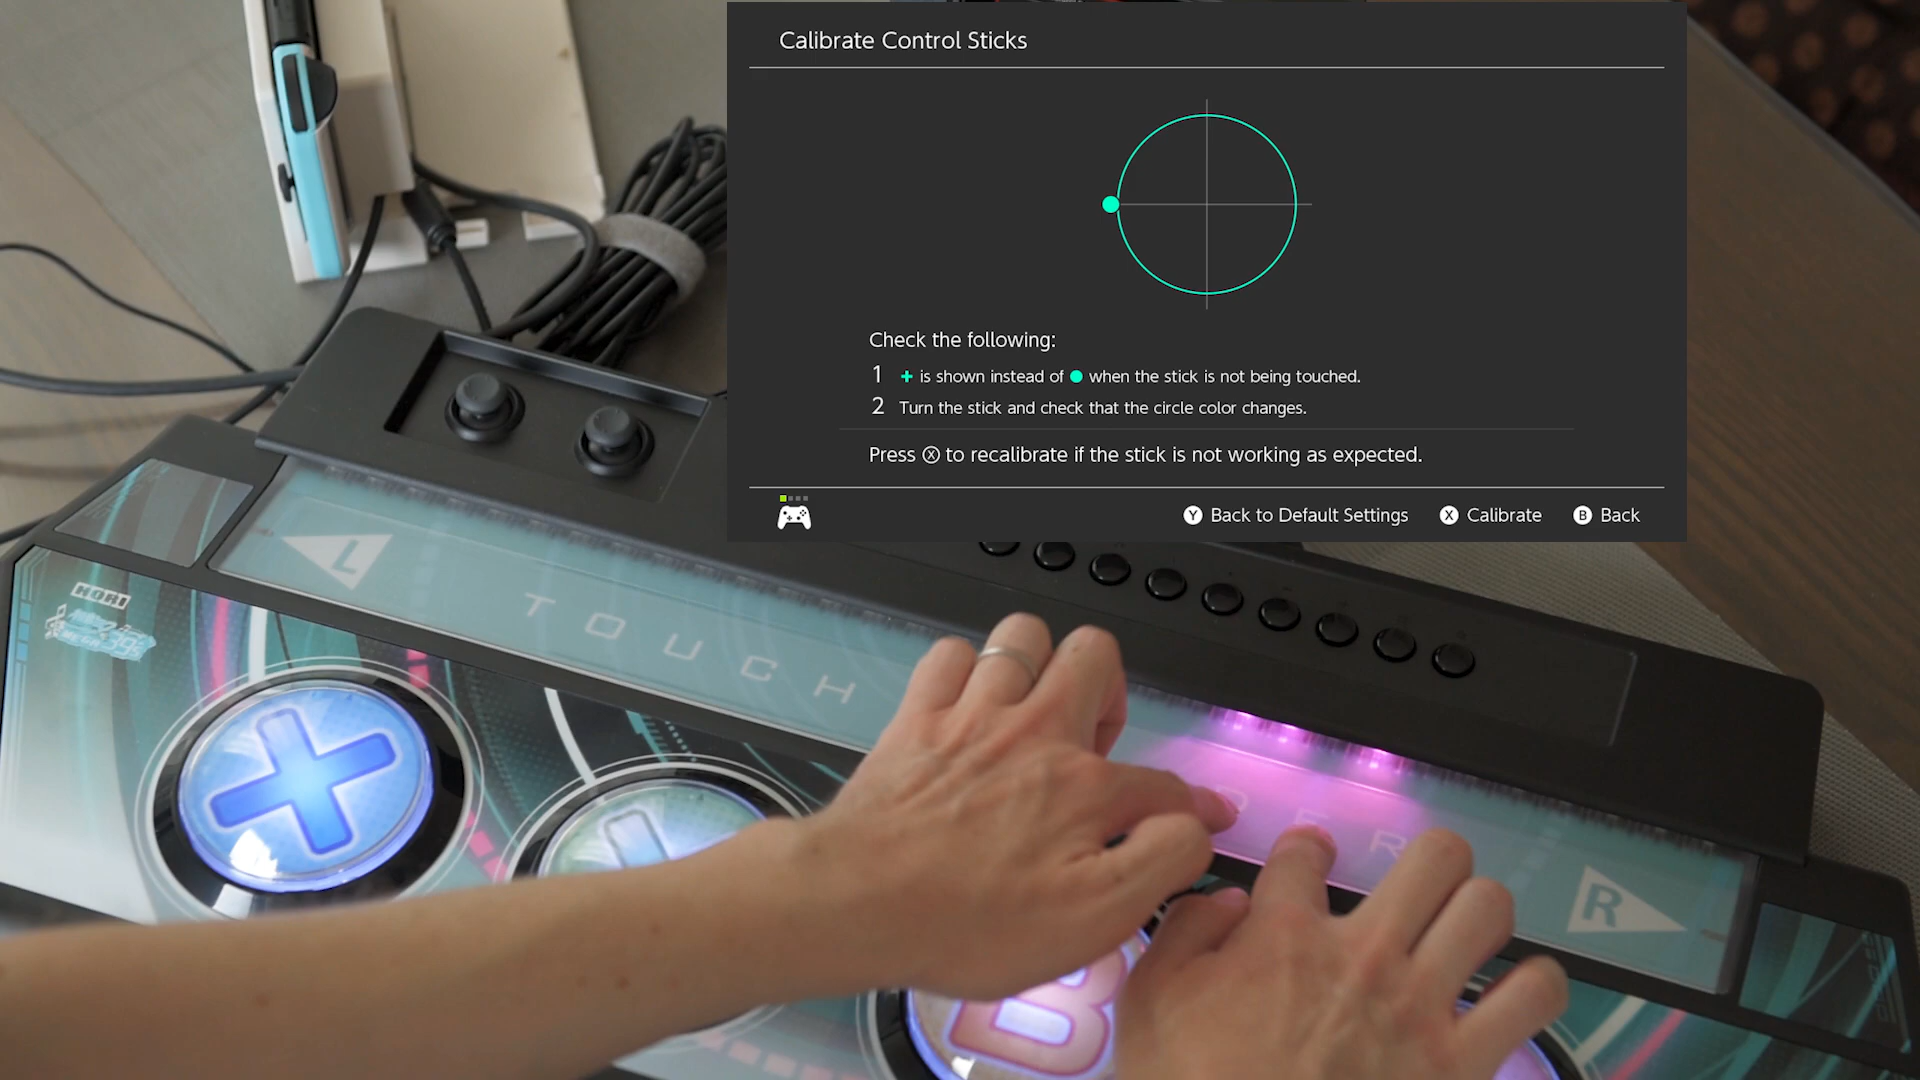 Calibrate Control Sticks
Check the following:
1 + is shown instead of ● when the stick is not being touched.
2 Turn the stick and check that the circle color changes.
Press Ⓧ to recalibrate if the stick is not working as expected.
Ⓨ Back to Default Settings Ⓧ Calibrate Ⓑ Back
L
TOUCH
ER
R
HORI
MEGA39's
B